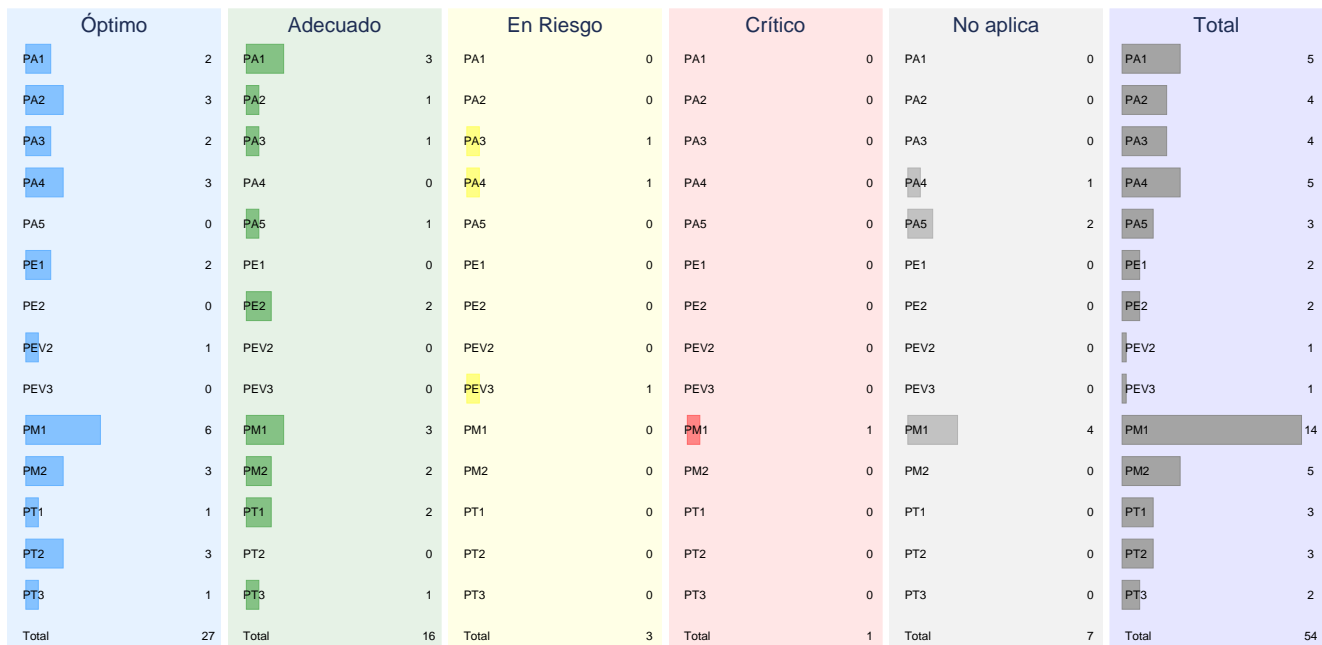 Óptimo Adecuado En Riesgo Crítico No aplica Total
PA1 2 PA1 3 PA1 0 PA1 0 PA1 0 PA1 5
PA2 3 PA2 1 PA2 0 PA2 0 PA2 0 PA2 4
PA3 2 PA3 1 PA3 1 PA3 0 PA3 0 PA3 4
PA4 3 PA4 0 PA4 1 PA4 0 PA4 1 PA4 5
PA5 0 PA5 1 PA5 0 PA5 0 PA5 2 PA5 3
PE1 2 PE1 0 PE1 0 PE1 0 PE1 0 PE1 2
PE2 0 PE2 2 PE2 0 PE2 0 PE2 0 PE2 2
PEV2 1 PEV2 0 PEV2 0 PEV2 0 PEV2 0 PEV2 1
PEV3 0 PEV3 0 PEV3 1 PEV3 0 PEV3 0 PEV3 1
PM1 6 PM1 3 PM1 0 PM1 1 PM1 4 PM1 14
PM2 3 PM2 2 PM2 0 PM2 0 PM2 0 PM2 5
PT1 1 PT1 2 PT1 0 PT1 0 PT1 0 PT1 3
PT2 3 PT2 0 PT2 0 PT2 0 PT2 0 PT2 3
PT3 1 PT3 1 PT3 0 PT3 0 PT3 0 PT3 2
Total 27 Total 16 Total 3 Total 1 Total 7 Total 54